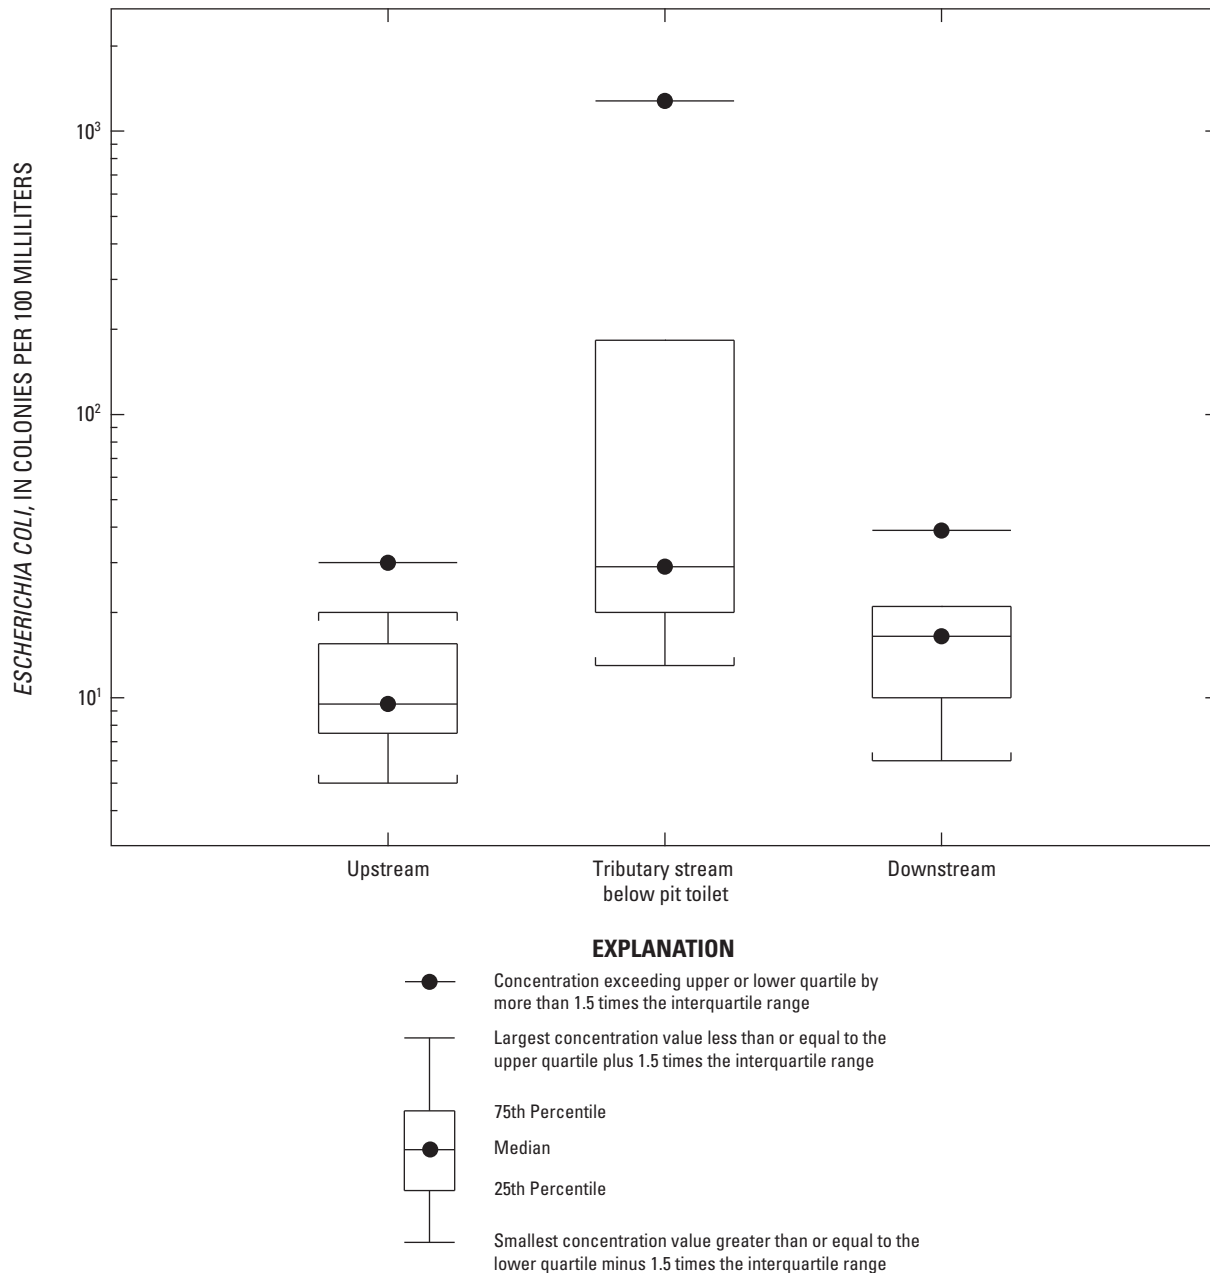 ESCHERICHIA COLI, IN COLONIES PER 100 MILLILITERS
10³
10²
10¹
Upstream
Tributary stream
below pit toilet
Downstream
EXPLANATION
Concentration exceeding upper or lower quartile by
more than 1.5 times the interquartile range
Largest concentration value less than or equal to the
upper quartile plus 1.5 times the interquartile range
75th Percentile
Median
25th Percentile
Smallest concentration value greater than or equal to the
lower quartile minus 1.5 times the interquartile range